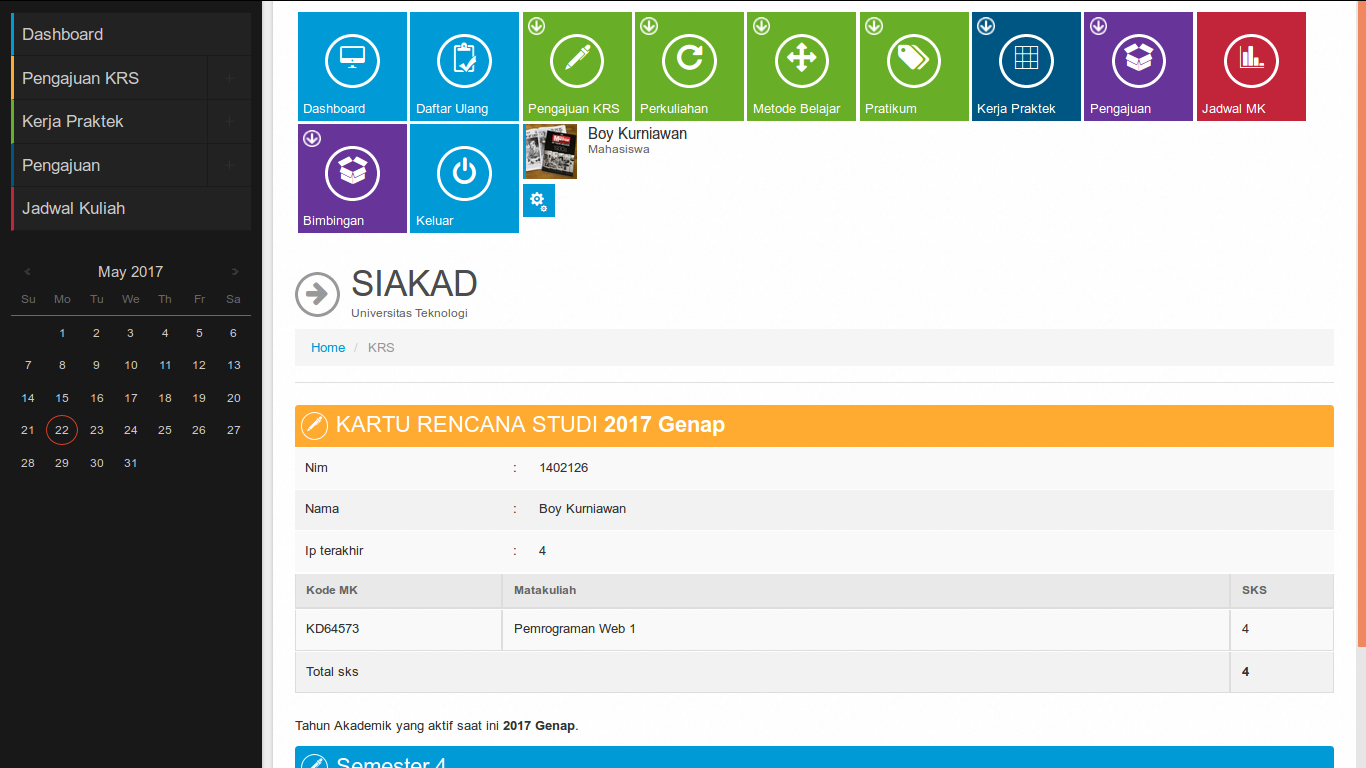 Dashboard
Pengajuan KRS +
Kerja Praktek +
Pengajuan +
Jadwal Kuliah
< May 2017 >
Su Mo Tu We Th Fr Sa
1 2 3 4 5 6
7 8 9 10 11 12 13
14 15 16 17 18 19 20
21 22 23 24 25 26 27
28 29 30 31
Dashboard
Daftar Ulang
Pengajuan KRS
Perkuliahan
Metode Belajar
Pratikum
Kerja Praktek
Pengajuan
Jadwal MK
Bimbingan
Keluar
Boy Kurniawan
Mahasiswa
SIAKAD
Universitas Teknologi
Home / KRS
KARTU RENCANA STUDI 2017 Genap
Nim : 1402126
Nama : Boy Kurniawan
Ip terakhir : 4
Kode MK Matakuliah SKS
KD64573 Pemrograman Web 1 4
Total sks 4
Tahun Akademik yang aktif saat ini 2017 Genap.
Semester 4